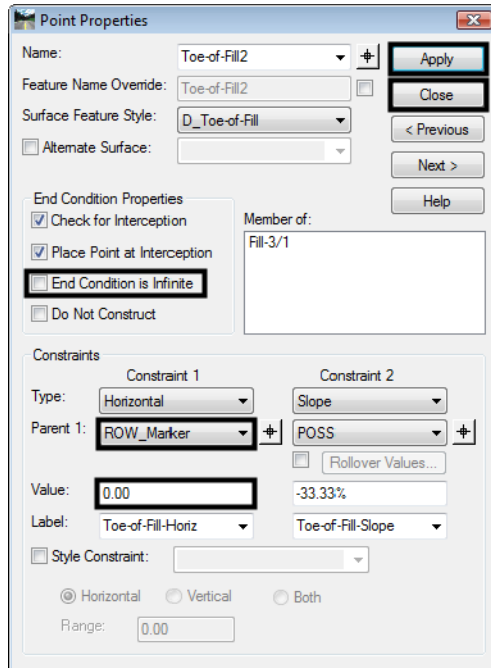 Point Properties
Name: Toe-of-Fill2 Apply
Feature Name Override: Toe-of-Fill2 Close
Surface Feature Style: D_Toe-of-Fill < Previous
Alternate Surface: Next >
Help
End Condition Properties
Check for Interception
Place Point at Interception
End Condition is Infinite
Do Not Construct
Member of:
Fill-3/1
Constraints
Constraint 1 Constraint 2
Type: Horizontal Slope
Parent 1: ROW_Marker POSS
Rollover Values...
Value: 0.00 -33.33%
Label: Toe-of-Fill-Horiz Toe-of-Fill-Slope
Style Constraint:
Horizontal Vertical Both
Range: 0.00